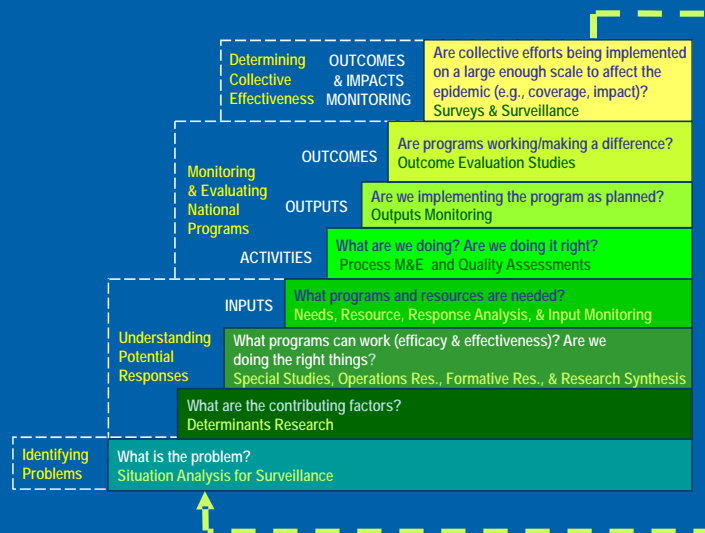 Determining
Collective
Effectiveness
OUTCOMES
& IMPACTS
MONITORING
Are collective efforts being implemented
on a large enough scale to affect the
epidemic (e.g., coverage, impact)?
Surveys & Surveillance
Monitoring
& Evaluating
National
Programs
OUTCOMES
Are programs working/making a difference?
Outcome Evaluation Studies
OUTPUTS
Are we implementing the program as planned?
Outputs Monitoring
ACTIVITIES
What are we doing? Are we doing it right?
Process M&E and Quality Assessments
Understanding
Potential
Responses
INPUTS
What programs and resources are needed?
Needs, Resource, Response Analysis, & Input Monitoring
What programs can work (efficacy & effectiveness)? Are we
doing the right things?
Special Studies, Operations Res., Formative Res., & Research Synthesis
What are the contributing factors?
Determinants Research
Identifying
Problems
What is the problem?
Situation Analysis for Surveillance